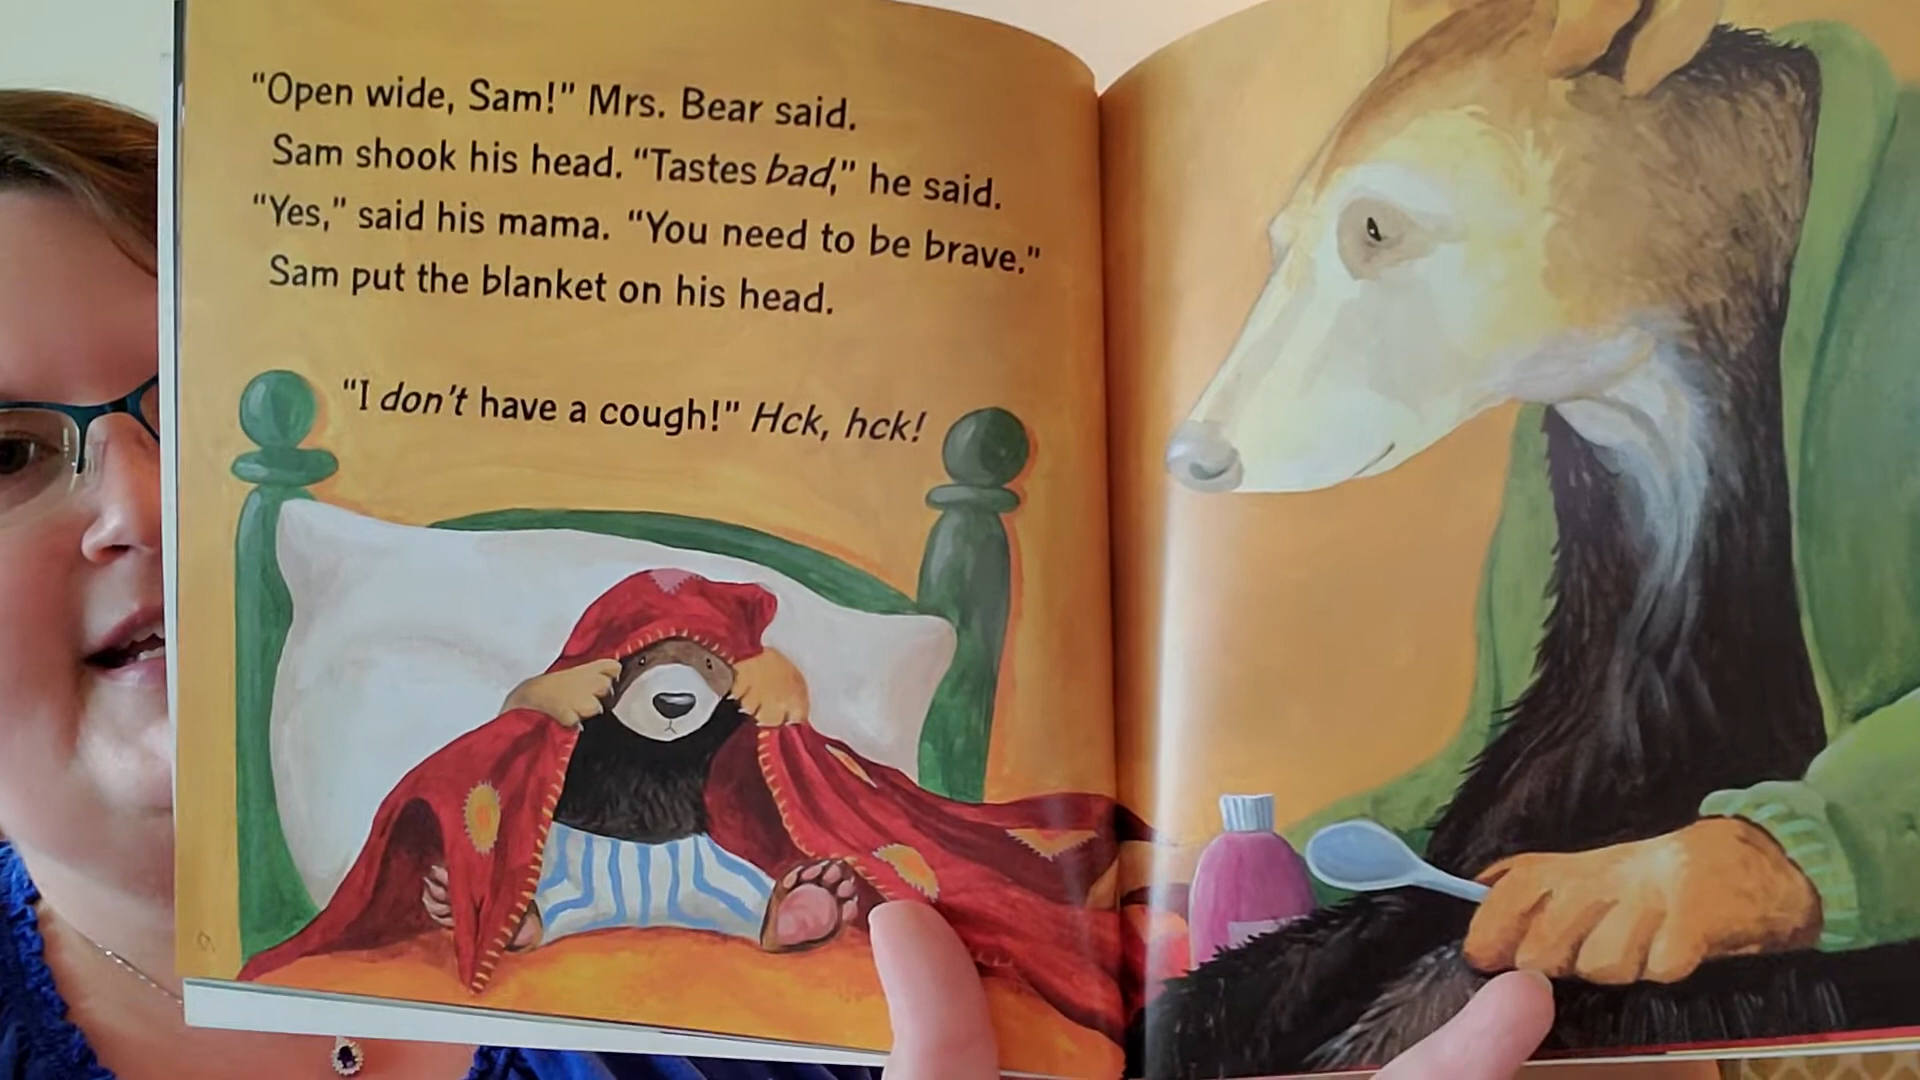 “Open wide, Sam!” Mrs. Bear said.
Sam shook his head. “Tastes bad,” he said.
“Yes,” said his mama. “You need to be brave.”
Sam put the blanket on his head.
“I don’t have a cough!” Hck, hck!